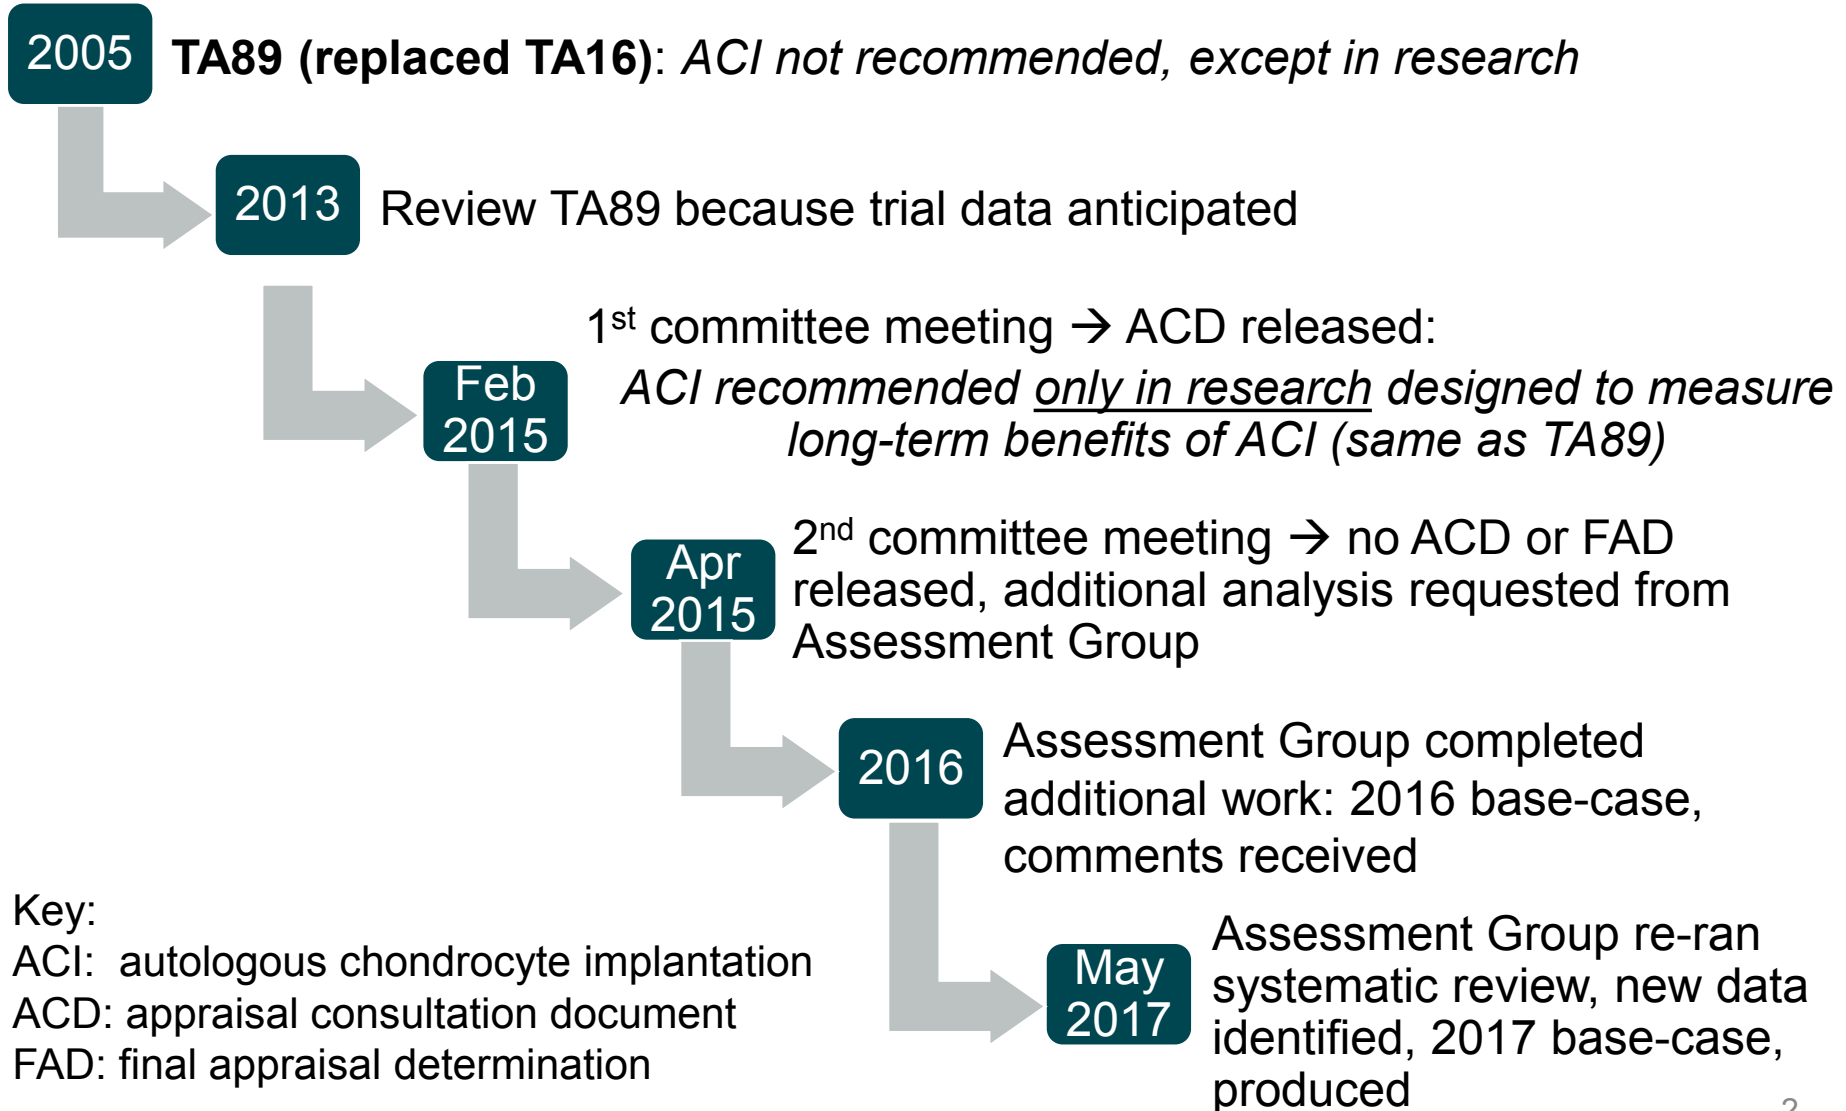 2005
TA89 (replaced TA16): ACI not recommended, except in research
2013
Review TA89 because trial data anticipated
Feb
2015
1st committee meeting → ACD released:
ACI recommended only in research designed to measure
long-term benefits of ACI (same as TA89)
Apr
2015
2nd committee meeting → no ACD or FAD
released, additional analysis requested from
Assessment Group
2016
Assessment Group completed
additional work: 2016 base-case,
comments received
May
2017
Assessment Group re-ran
systematic review, new data
identified, 2017 base-case,
produced
Key:
ACI: autologous chondrocyte implantation
ACD: appraisal consultation document
FAD: final appraisal determination
2